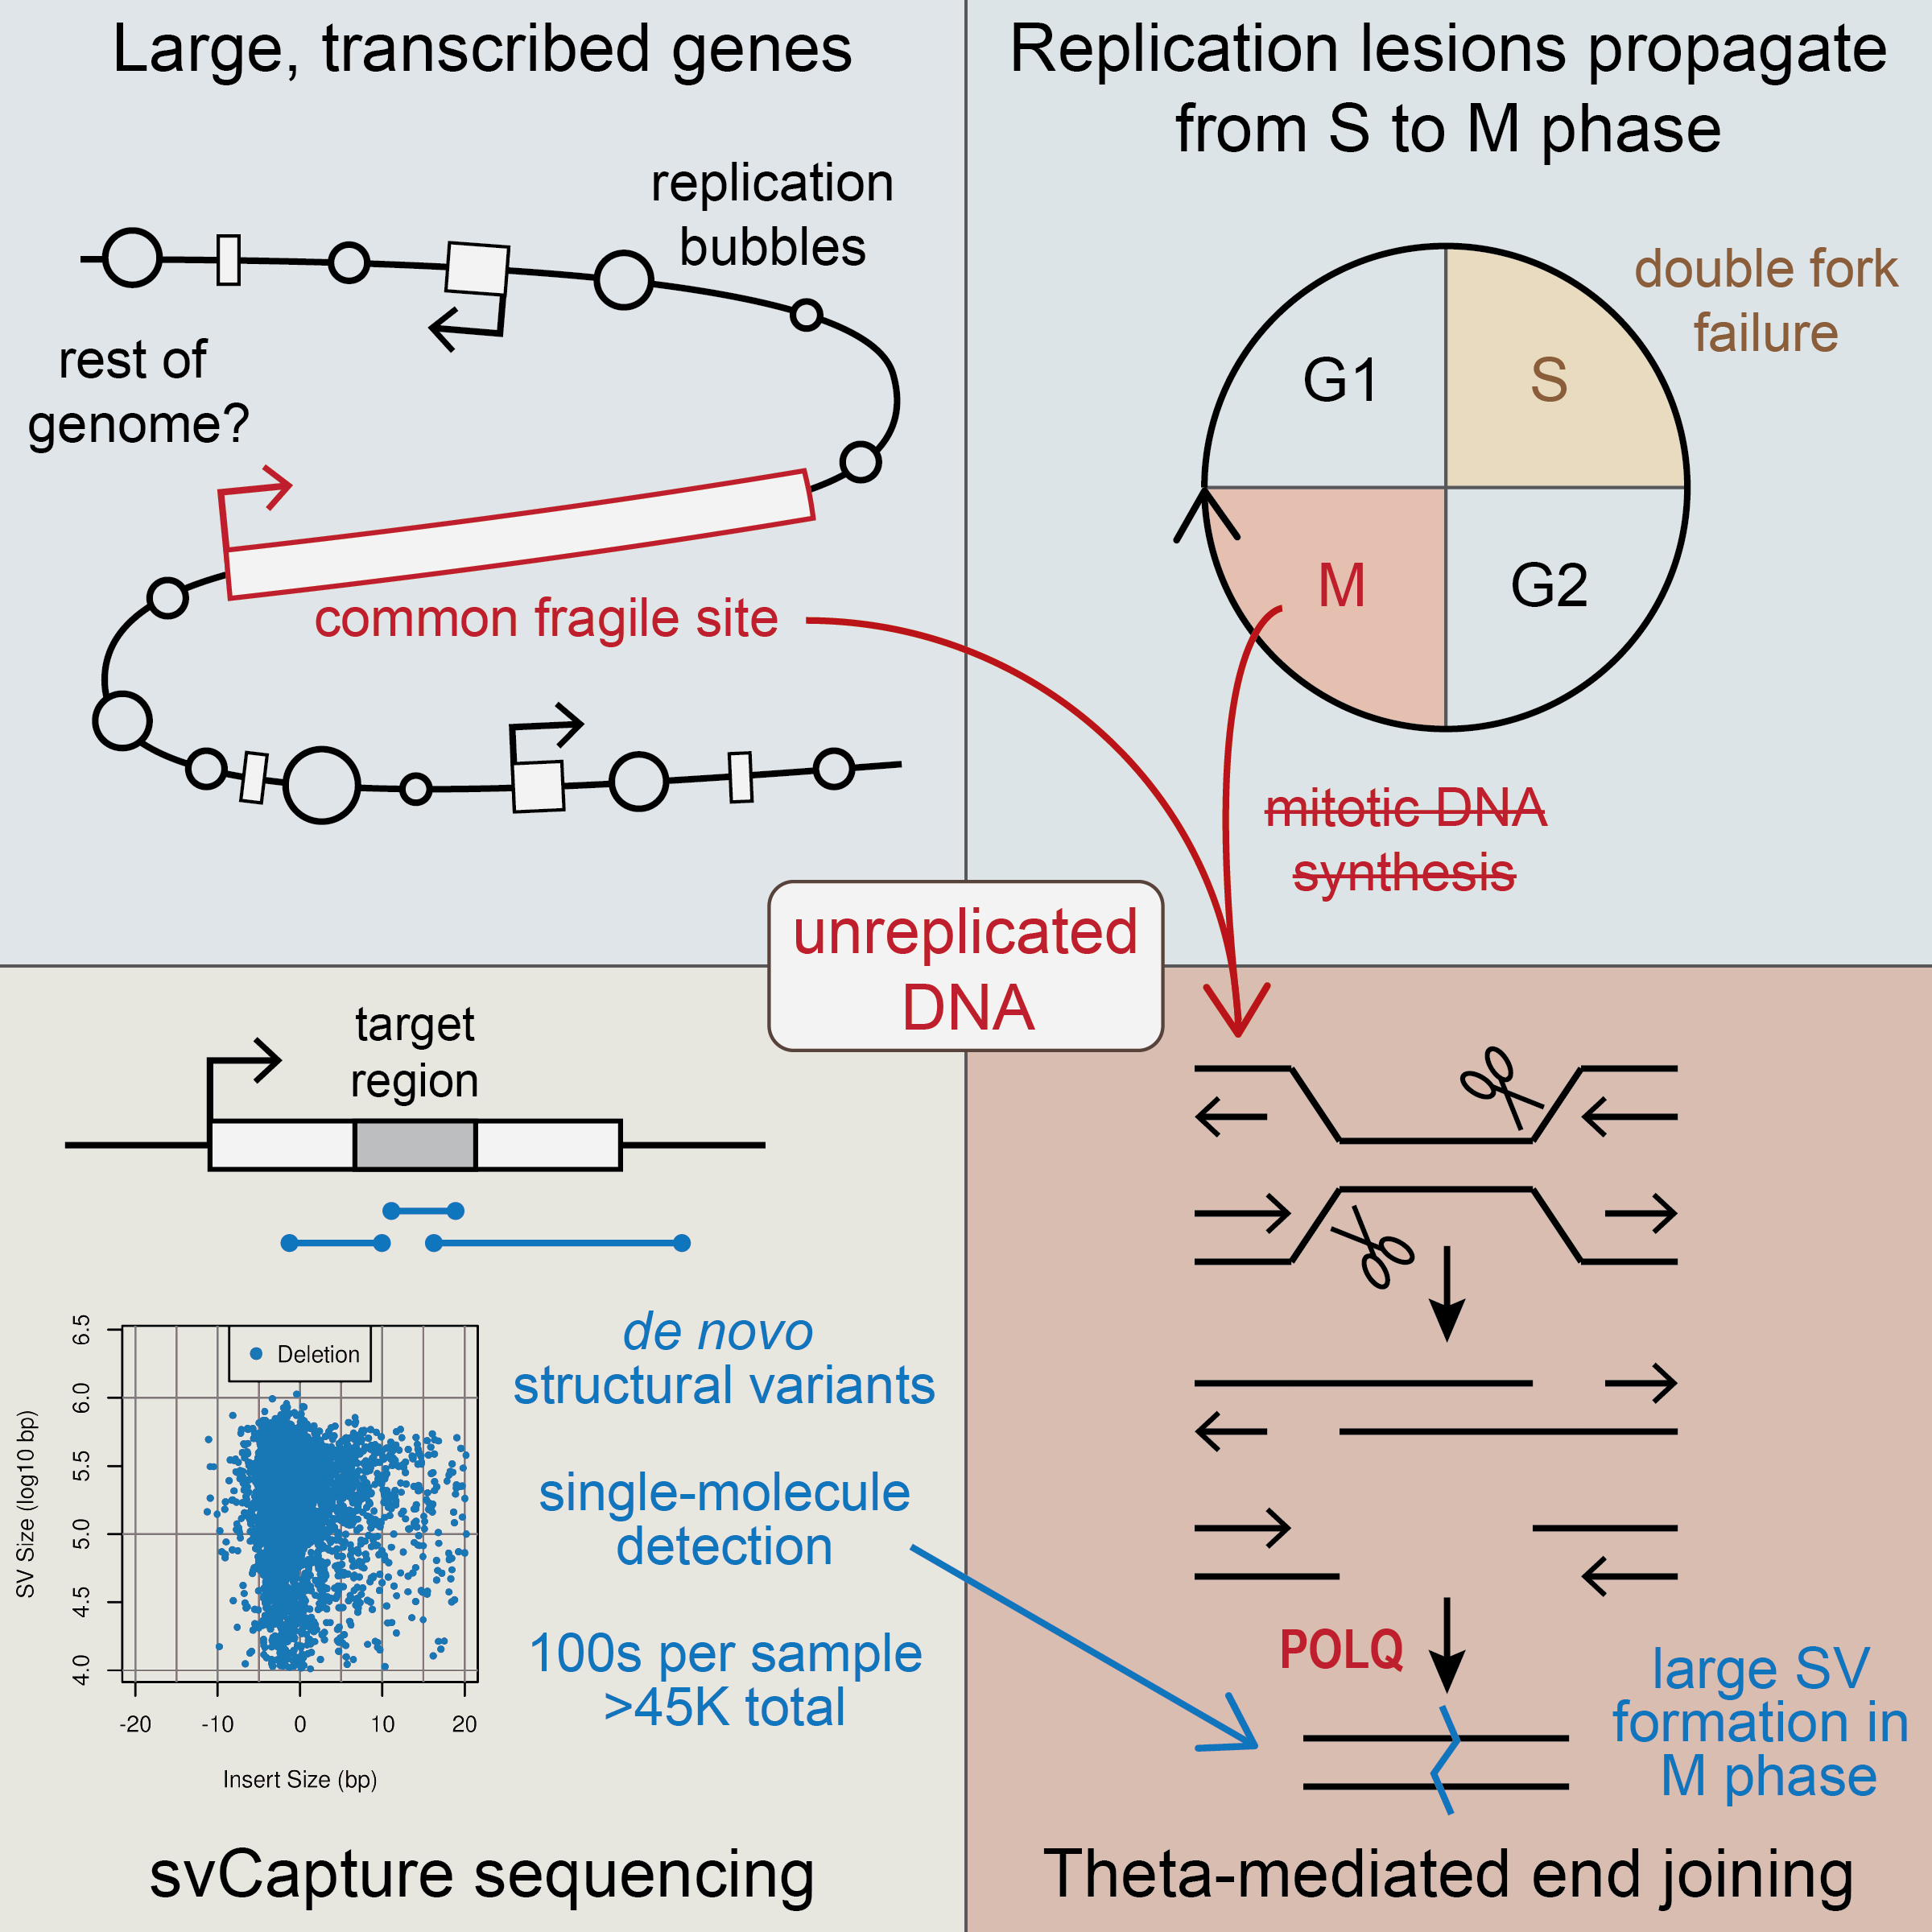 Large, transcribed genes
replication
bubbles
rest of
genome?
common fragile site
Replication lesions propagate
from S to M phase
double fork
failure
G1
S
M
G2
mitotic DNA
synthesis
unreplicated
DNA
target
region
6.5
6.0
5.5
5.0
4.5
4.0
SV Size (log10 bp)
Deletion
-20
-10
0
10
20
Insert Size (bp)
de novo
structural variants
single-molecule
detection
100s per sample
>45K total
svCapture sequencing
POLQ
large SV
formation in
M phase
Theta-mediated end joining